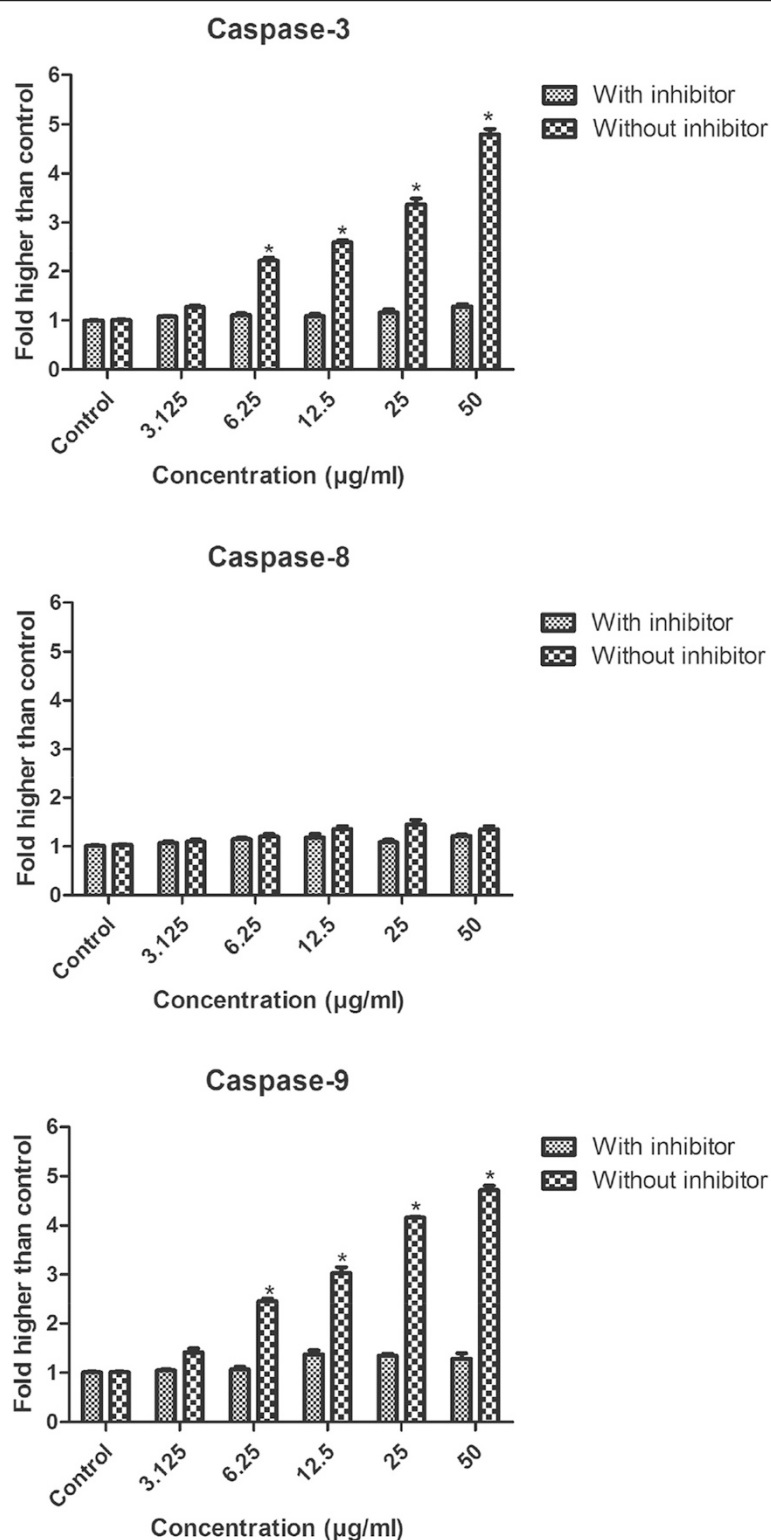 Caspase-3
Fold higher than control
6
5
4
3
2
1
0
* * * *
With inhibitor
Without inhibitor
Control 3.125 6.25 12.5 25 50
Concentration (µg/ml)
Caspase-8
Fold higher than control
6
5
4
3
2
1
0
With inhibitor
Without inhibitor
Control 3.125 6.25 12.5 25 50
Concentration (µg/ml)
Caspase-9
Fold higher than control
6
5
4
3
2
1
0
* * * *
With inhibitor
Without inhibitor
Control 3.125 6.25 12.5 25 50
Concentration (µg/ml)